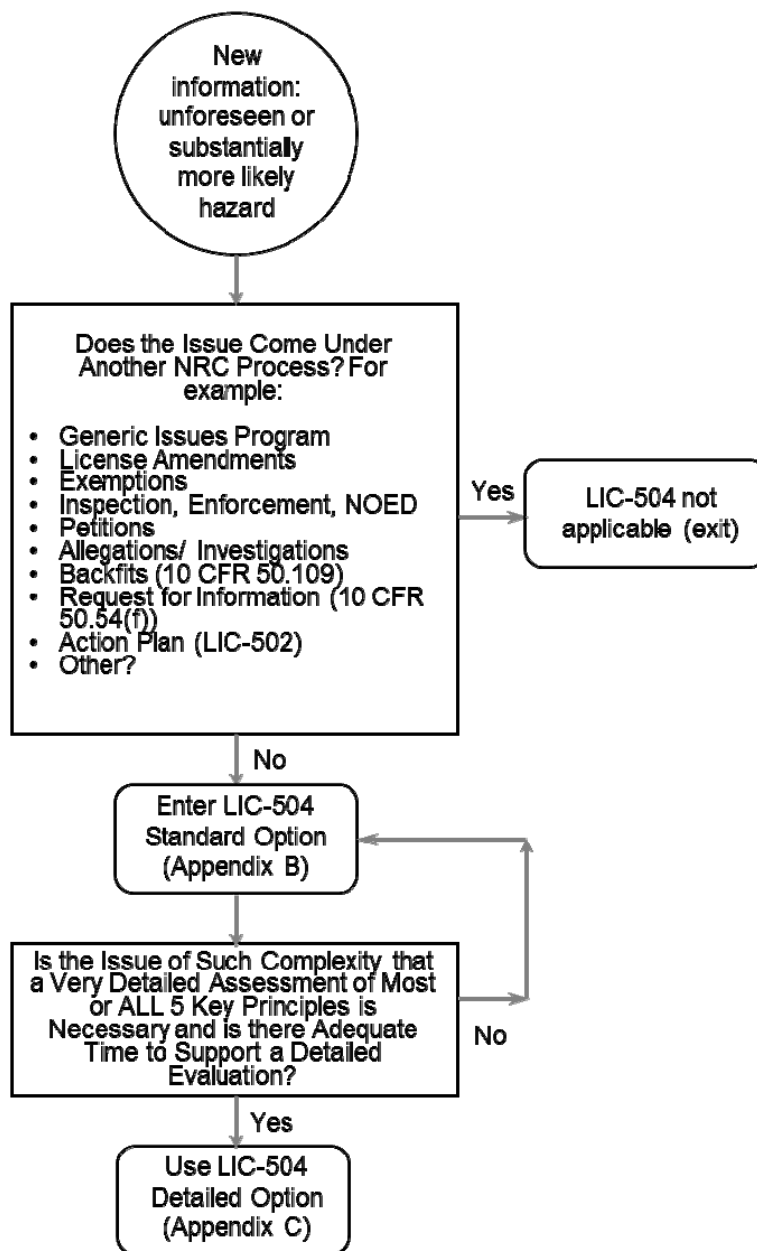 New
information:
unforeseen or
substantially
more likely
hazard
Does the Issue Come Under
Another NRC Process? For
example:
• Generic Issues Program
• License Amendments
• Exemptions
• Inspection, Enforcement, NOED
• Petitions
• Allegations/ Investigations
• Backfits (10 CFR 50.109)
• Request for Information (10 CFR
50.54(f))
• Action Plan (LIC-502)
• Other?
Yes
LIC-504 not
applicable (exit)
No
Enter LIC-504
Standard Option
(Appendix B)
Is the Issue of Such Complexity that
a Very Detailed Assessment of Most
or ALL 5 Key Principles is
Necessary and is there Adequate
Time to Support a Detailed
Evaluation?
No
Yes
Use LIC-504
Detailed Option
(Appendix C)